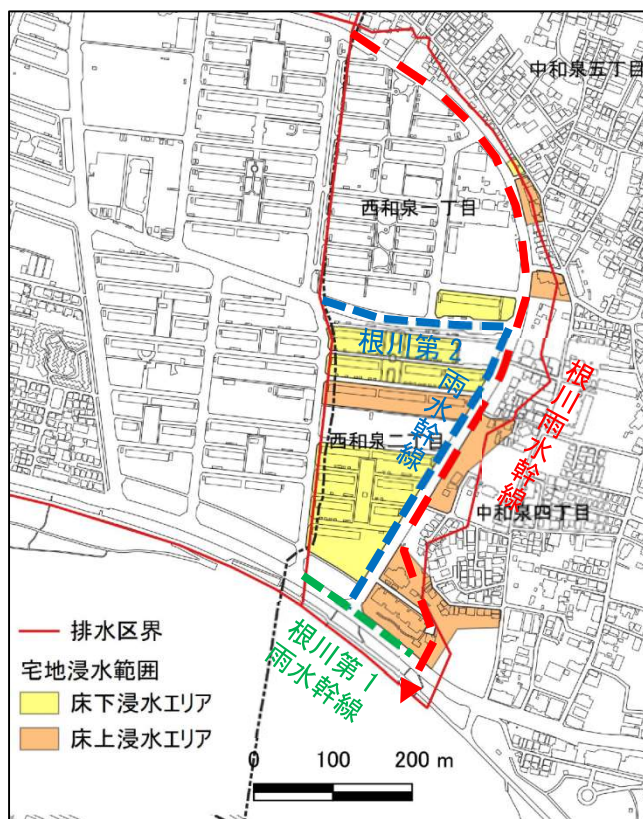 中和泉五丁目
西和泉一丁目
根川第2
雨水幹線
根川雨水幹線
西和泉二丁目
中和泉四丁目
根川第1
雨水幹線
排水区界
宅地浸水範囲
床下浸水エリア
床上浸水エリア
0 100 200 m